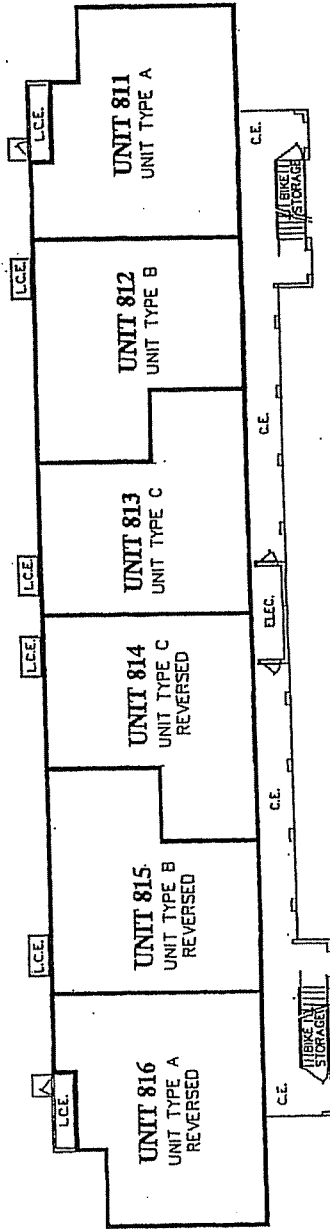 L.C.E.
L.C.E.
L.C.E.
L.C.E.
L.C.E.
L.C.E.
UNIT 816
UNIT TYPE A
REVERSED
UNIT 815
UNIT TYPE B
REVERSED
UNIT 814
UNIT TYPE C
REVERSED
UNIT 813
UNIT TYPE C
UNIT 812
UNIT TYPE B
UNIT 811
UNIT TYPE A
C.E.
BIKE
STORAGE
C.E.
ELEC.
C.E.
BIKE
STORAGE
C.E.